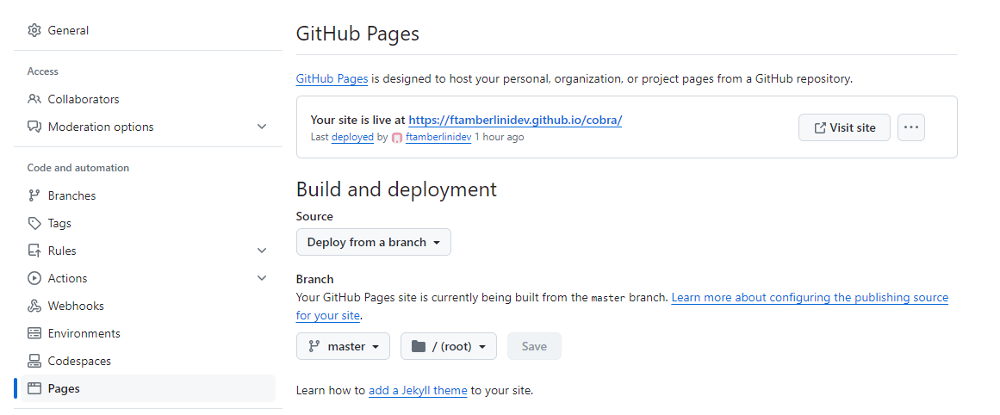 General
Access
Collaborators
Moderation options
Code and automation
Branches
Tags
Rules
Actions
Webhooks
Environments
Codespaces
Pages
GitHub Pages
GitHub Pages is designed to host your personal, organization, or project pages from a GitHub repository.
Your site is live at https://ftamberlinidev.github.io/cobra/
Last deployed by ftamberlinidev 1 hour ago
Visit site
Build and deployment
Source
Deploy from a branch
Branch
Your GitHub Pages site is currently being built from the master branch. Learn more about configuring the publishing source
for your site.
master
/ (root)
Save
Learn how to add a Jekyll theme to your site.